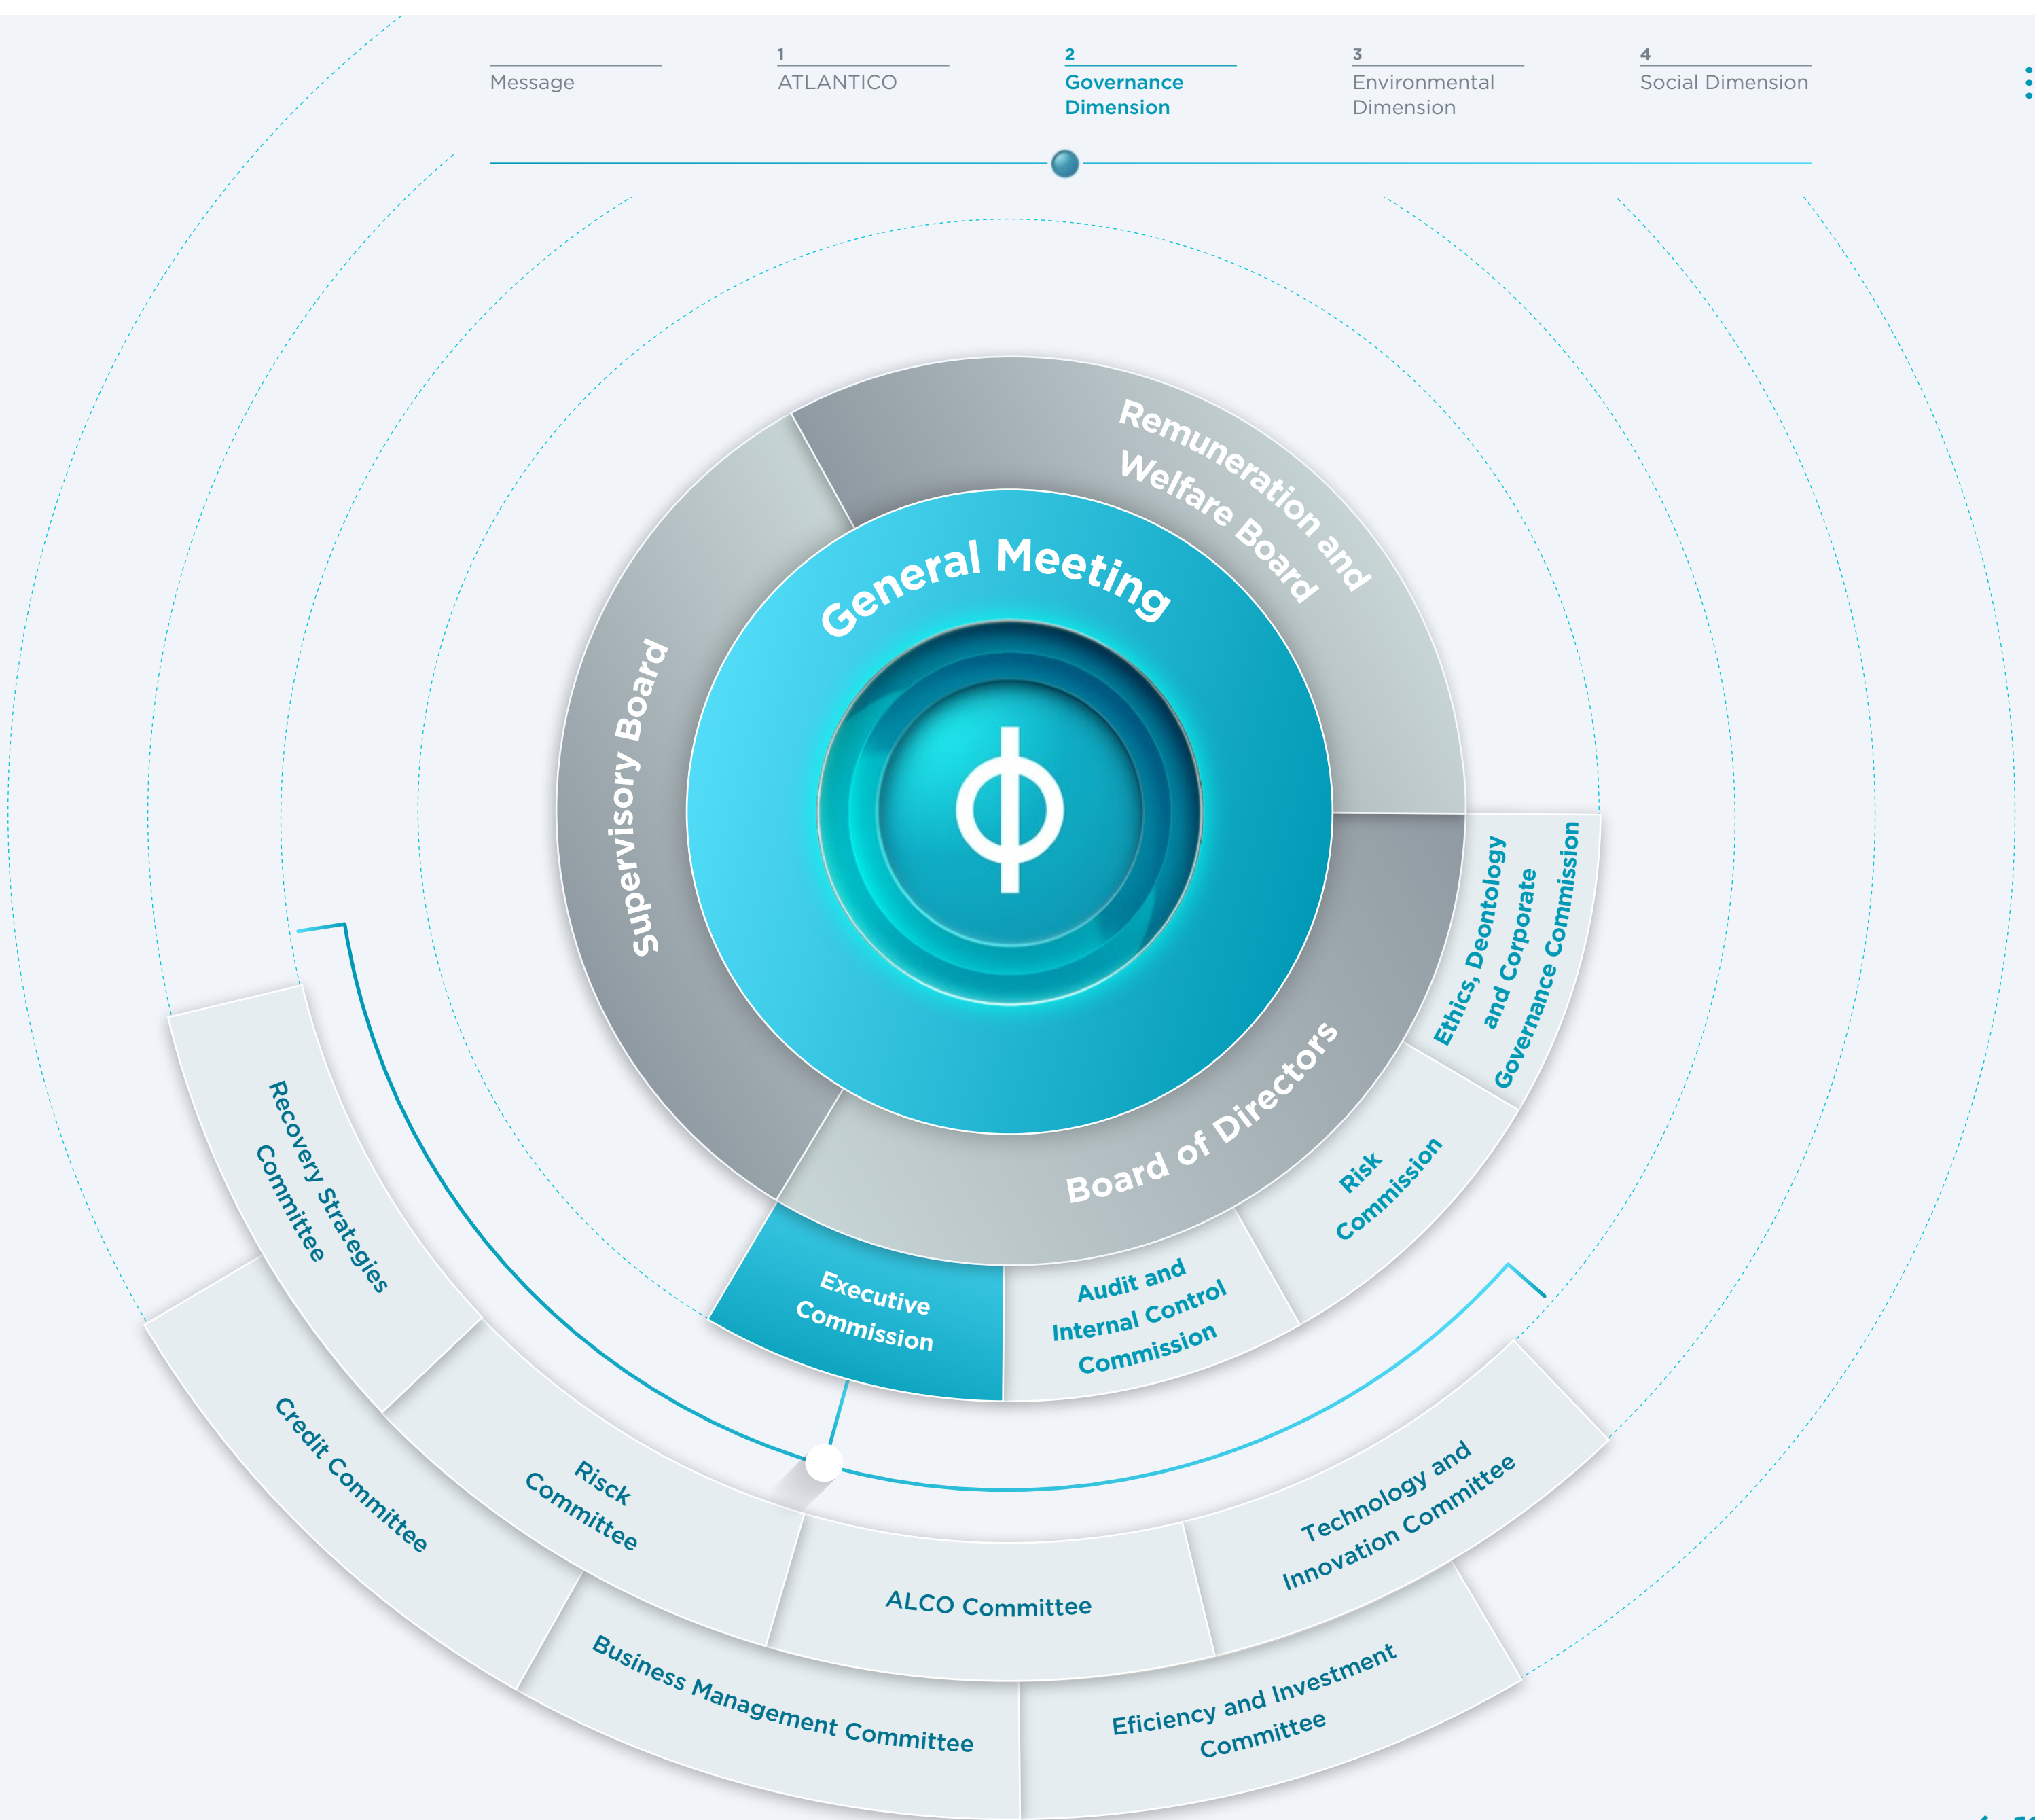 Message
1
ATLANTICO
2
Governance
Dimension
3
Environmental
Dimension
4
Social Dimension
Remuneration and
Welfare Board
General Meeting
Supervisory Board
Board of Directors
Ethics, Deontology
and Corporate
Governance Commission
Risk
Commission
Audit and
Internal Control
Commission
Executive
Commission
Recovery Strategies
Committee
Risck
Committee
ALCO Committee
Technology and
Innovation Committee
Credit Committee
Business Management Committee
Eficiency and Investment
Committee